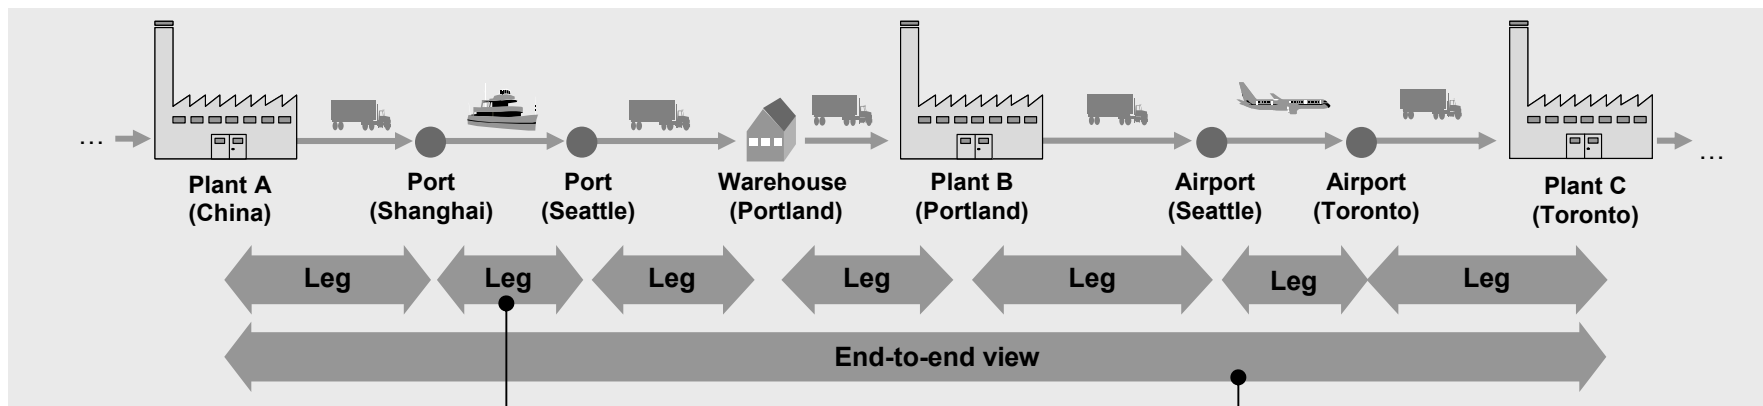 ...
...
Plant A
(China)
Port
(Shanghai)
Port
(Seattle)
Warehouse
(Portland)
Plant B
(Portland)
Airport
(Seattle)
Airport
(Toronto)
Plant C
(Toronto)
Leg
Leg
Leg
Leg
Leg
Leg
Leg
End-to-end view